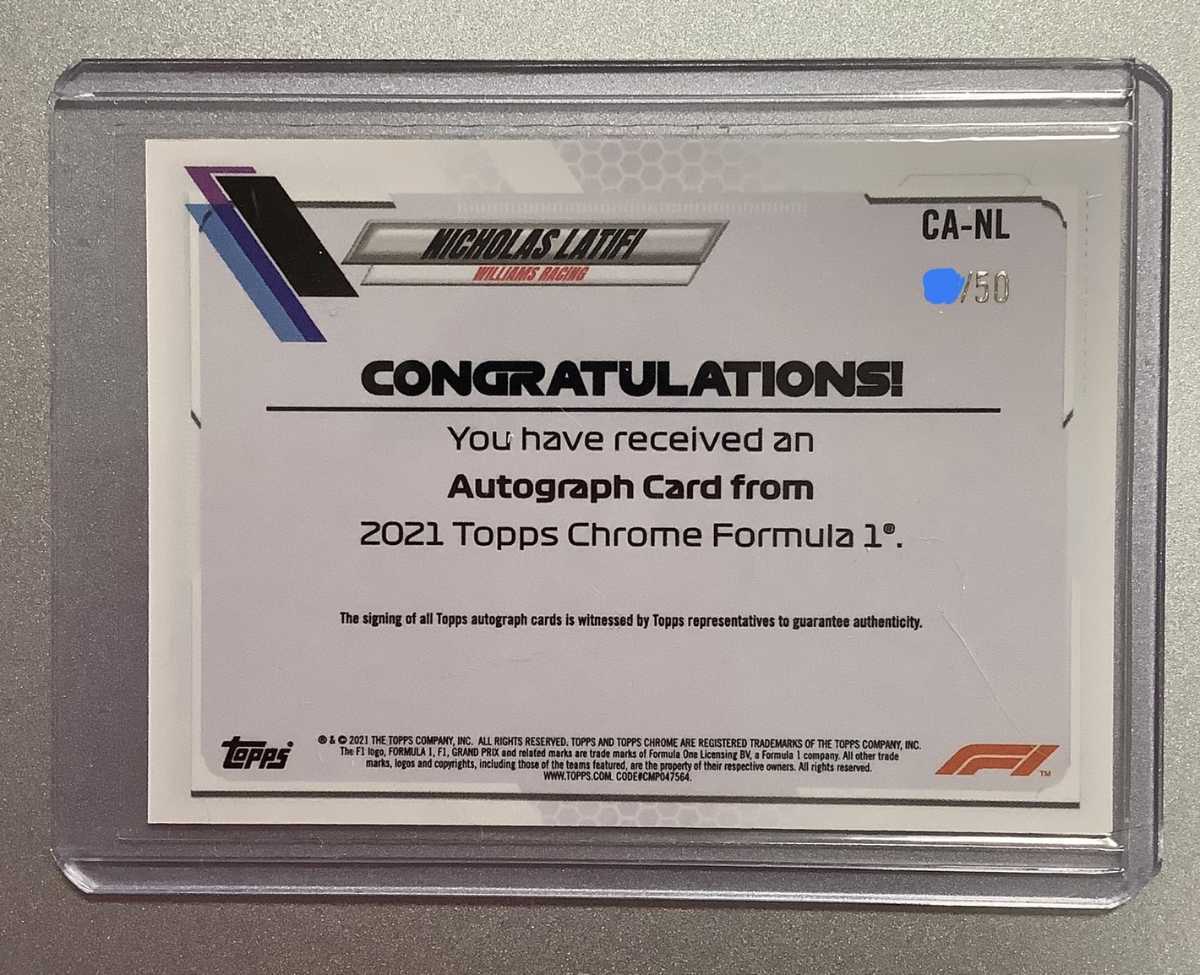 NICHOLAS LATIFI
WILLIAMS RACING
CA-NL
/50
CONGRATULATIONS!
You have received an
Autograph Card from
2021 Topps Chrome Formula 1®.
The signing of all Topps autograph cards is witnessed by Topps representatives to guarantee authenticity.
topps
® & © 2021 THE TOPPS COMPANY, INC. ALL RIGHTS RESERVED. TOPPS AND TOPPS CHROME ARE REGISTERED TRADEMARKS OF THE TOPPS COMPANY, INC.
The F1 logo, FORMULA 1, F1, GRAND PRIX and related marks are trade marks of Formula One Licensing BV, a Formula 1 company. All other trade
marks, logos and copyrights, including those of the teams featured, are the property of their respective owners. All rights reserved.
WWW.TOPPS.COM. CODE#CMP047564.
F1 TM